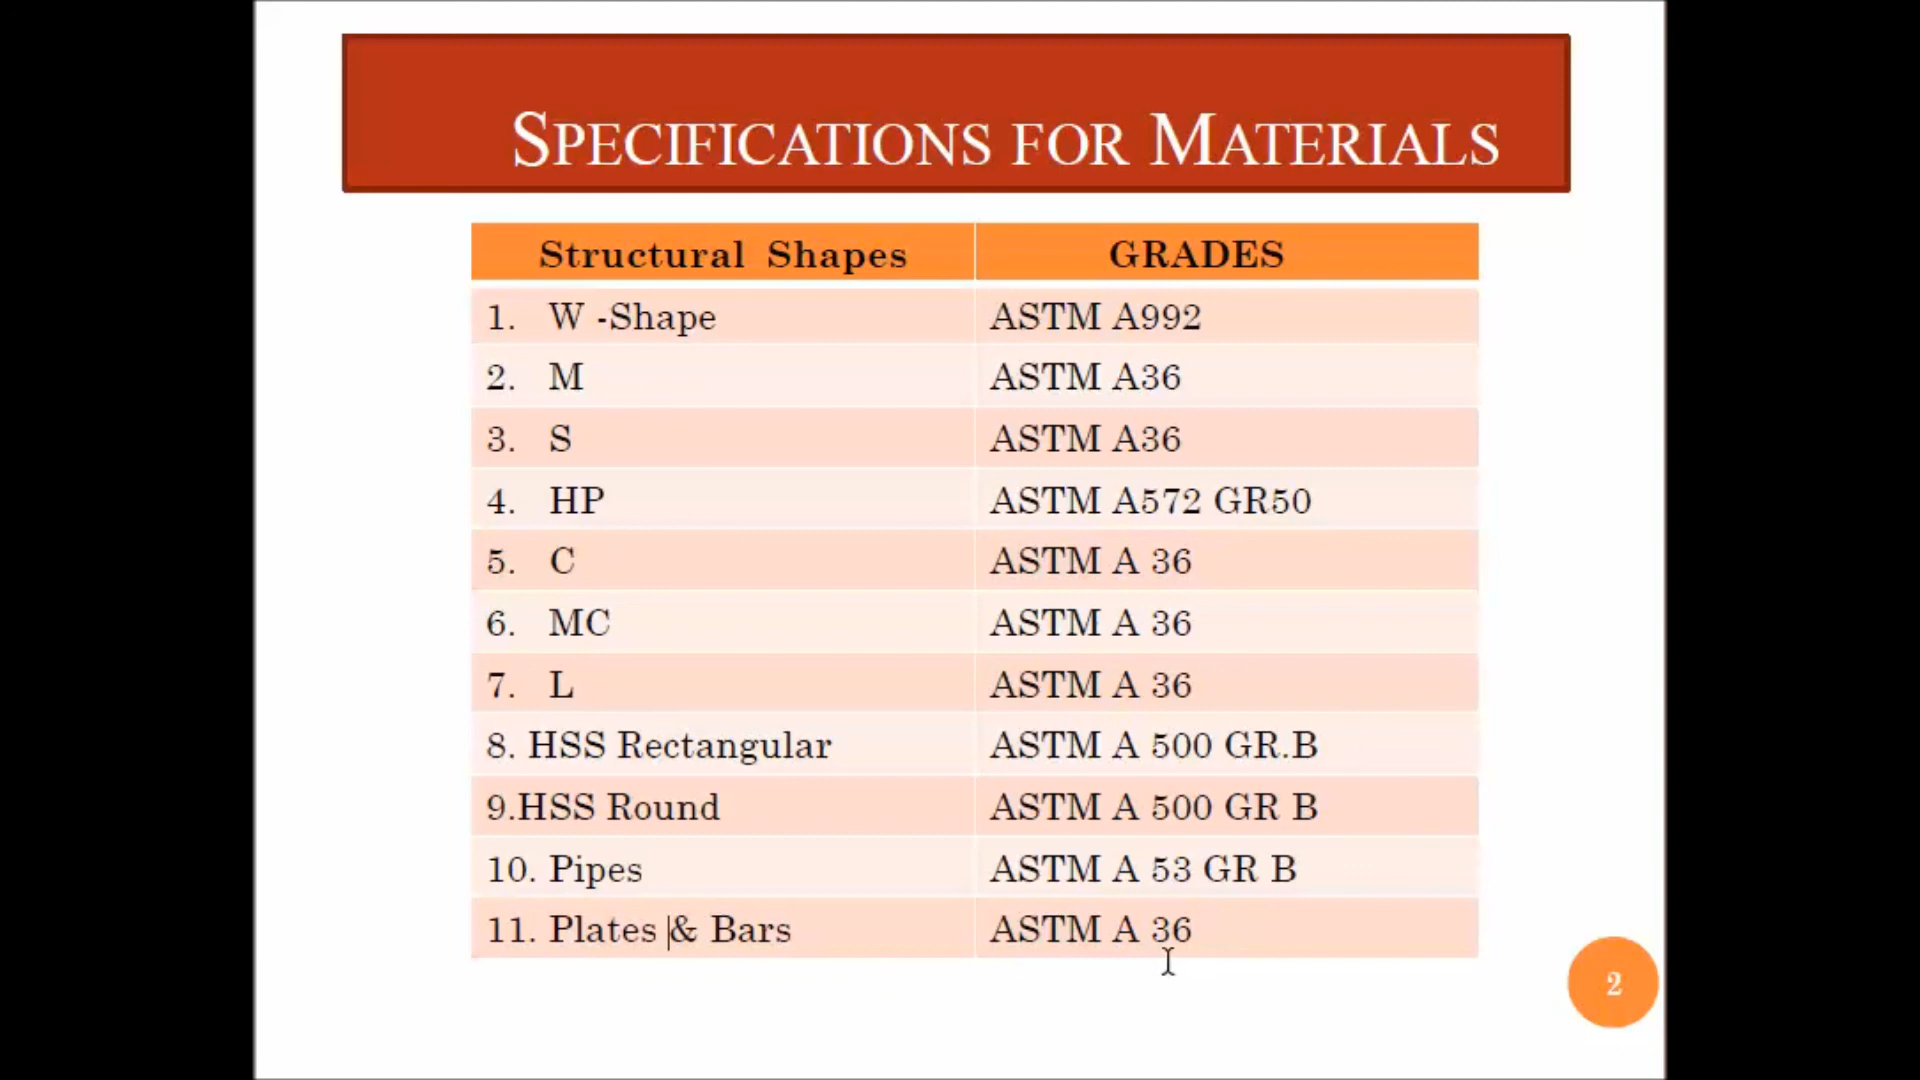 SPECIFICATIONS FOR MATERIALS
Structural Shapes GRADES
1. W -Shape ASTM A992
2. M ASTM A36
3. S ASTM A36
4. HP ASTM A572 GR50
5. C ASTM A 36
6. MC ASTM A 36
7. L ASTM A 36
8. HSS Rectangular ASTM A 500 GR.B
9.HSS Round ASTM A 500 GR B
10. Pipes ASTM A 53 GR B
11. Plates & Bars ASTM A 36
2